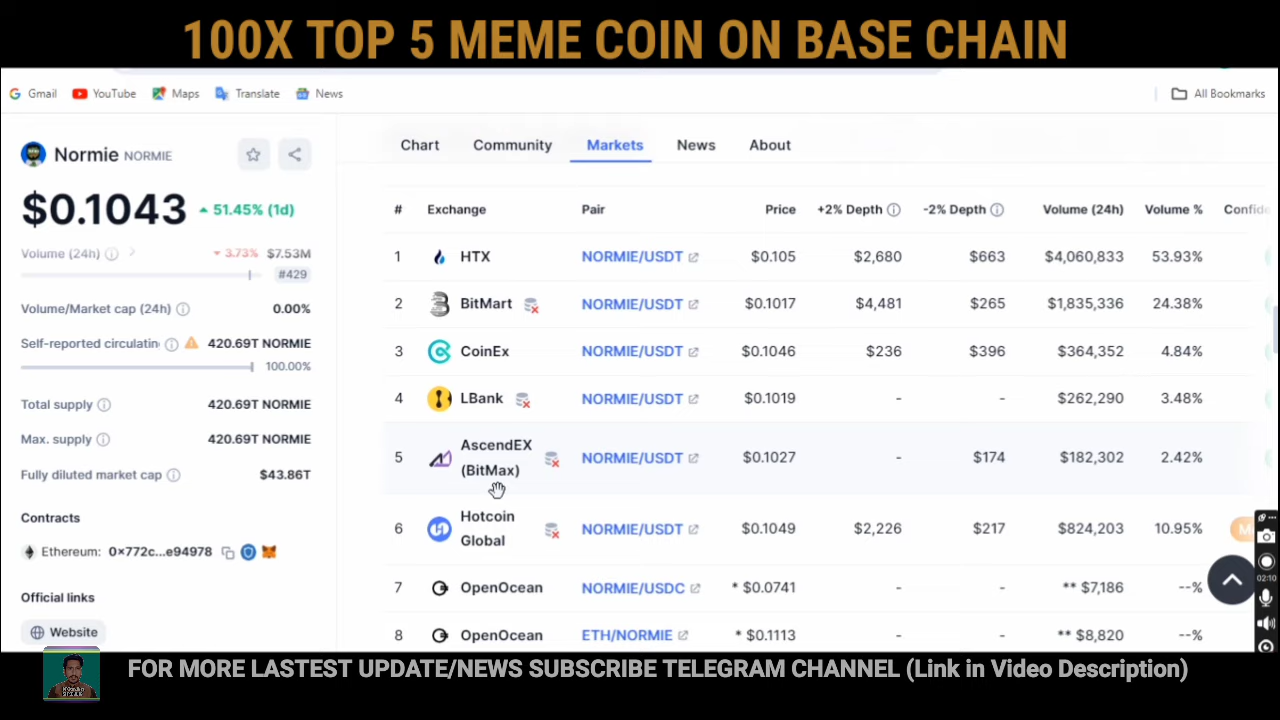 100X TOP 5 MEME COIN ON BASE CHAIN
Gmail YouTube Maps Translate News All Bookmarks
Normie NORMIE
$0.1043 51.45% (1d)
Volume (24h) 3.73% $7.53M
#429
Volume/Market cap (24h) 0.00%
Self-reported circulatin 420.69T NORMIE
100.00%
Total supply 420.69T NORMIE
Max. supply 420.69T NORMIE
Fully diluted market cap $43.86T
Contracts
Ethereum: 0x772c...e94978
Official links
Website
Chart Community Markets News About
# Exchange Pair Price +2% Depth -2% Depth Volume (24h) Volume % Confid
1 HTX NORMIE/USDT $0.105 $2,680 $663 $4,060,833 53.93%
2 BitMart NORMIE/USDT $0.1017 $4,481 $265 $1,835,336 24.38%
3 CoinEx NORMIE/USDT $0.1046 $236 $396 $364,352 4.84%
4 LBank NORMIE/USDT $0.1019 - - $262,290 3.48%
5 AscendEX (BitMax) NORMIE/USDT $0.1027 - $174 $182,302 2.42%
6 Hotcoin Global NORMIE/USDT $0.1049 $2,226 $217 $824,203 10.95%
7 OpenOcean NORMIE/USDC * $0.0741 - - ** $7,186 --%
8 OpenOcean ETH/NORMIE * $0.1113 - - ** $8,820 --%
02:10
FOR MORE LASTEST UPDATE/NEWS SUBSCRIBE TELEGRAM CHANNEL (Link in Video Description)